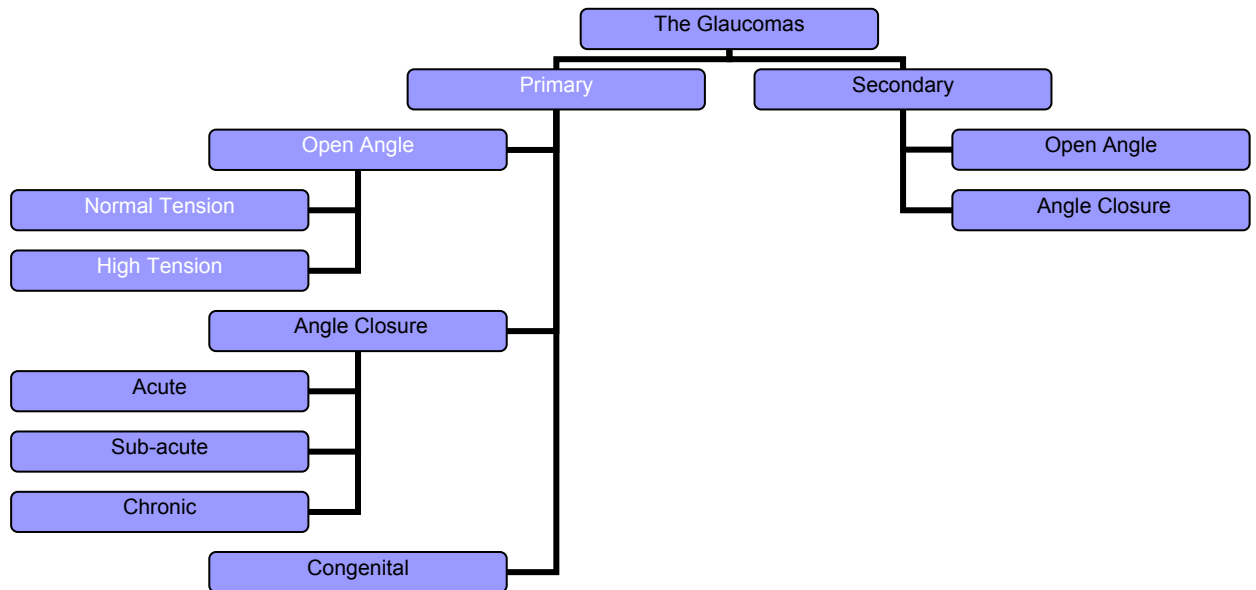 The Glaucomas
Primary
Secondary
Open Angle
Open Angle
Normal Tension
Angle Closure
High Tension
Angle Closure
Acute
Sub-acute
Chronic
Congenital